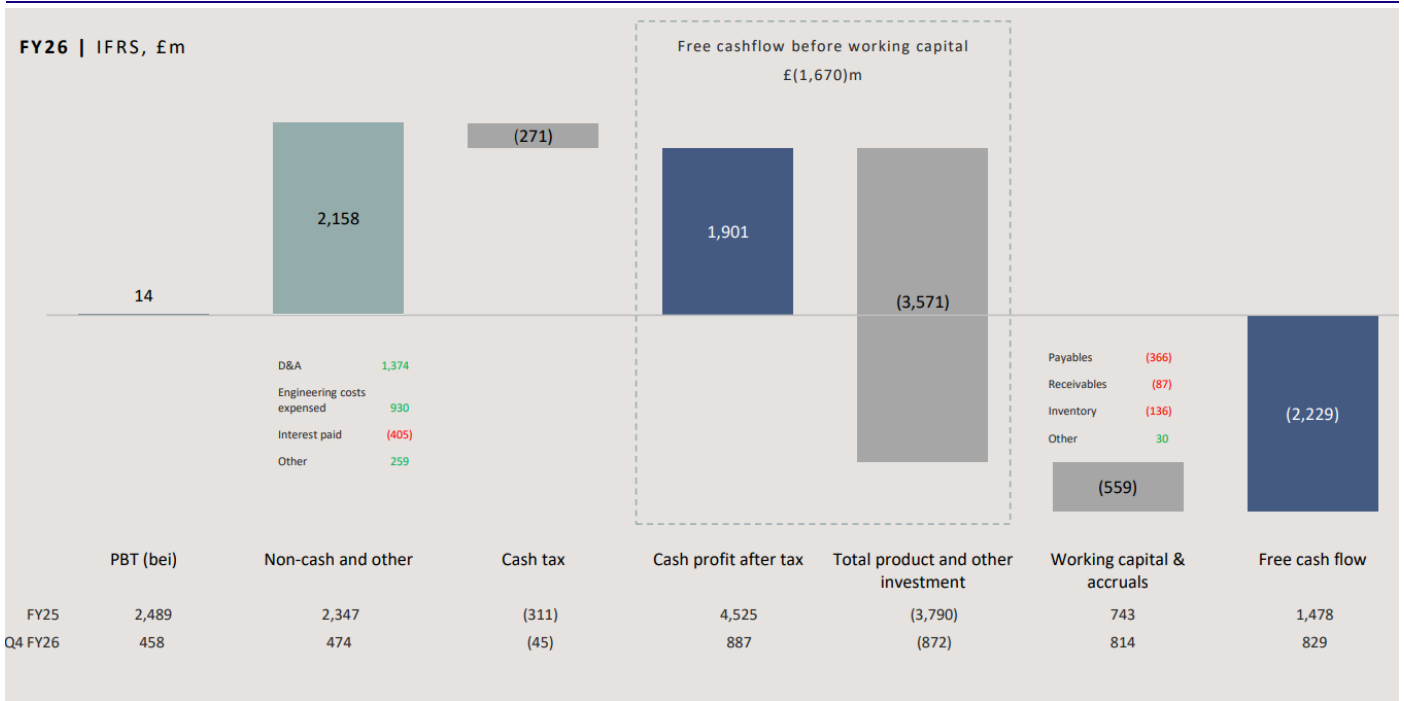 FY26 | IFRS, £m
Free cashflow before working capital
£(1,670)m
14
2,158
(271)
1,901
(3,571)
(559)
(2,229)
D&A 1,374
Engineering costs
expensed 930
Interest paid (405)
Other 259
Payables (366)
Receivables (87)
Inventory (136)
Other 30
PBT (bei) Non-cash and other Cash tax Cash profit after tax Total product and other
investment Working capital &
accruals Free cash flow
FY25 2,489 2,347 (311) 4,525 (3,790) 743 1,478
Q4 FY26 458 474 (45) 887 (872) 814 829